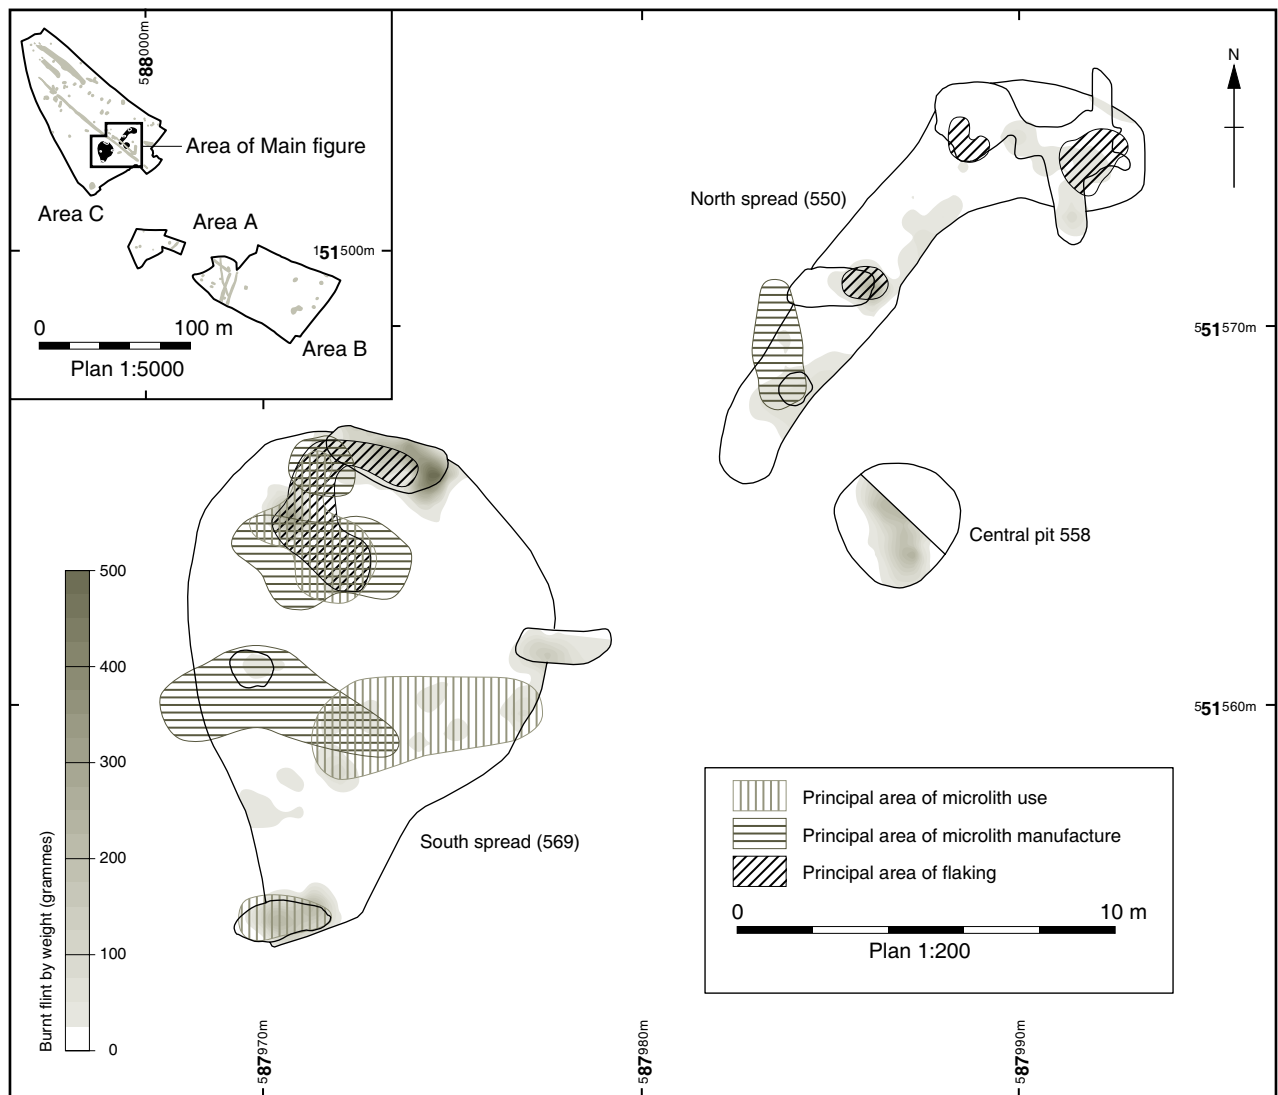 588000m
Area of Main figure
Area C
Area A
151500m
0 100 m
Plan 1:5000
Area B
N
North spread (550)
551570m
Central pit 558
500
400
300
200
100
0
Burnt flint by weight (grammes)
551560m
South spread (569)
Principal area of microlith use
Principal area of microlith manufacture
Principal area of flaking
0 10 m
Plan 1:200
587970m
587980m
587990m